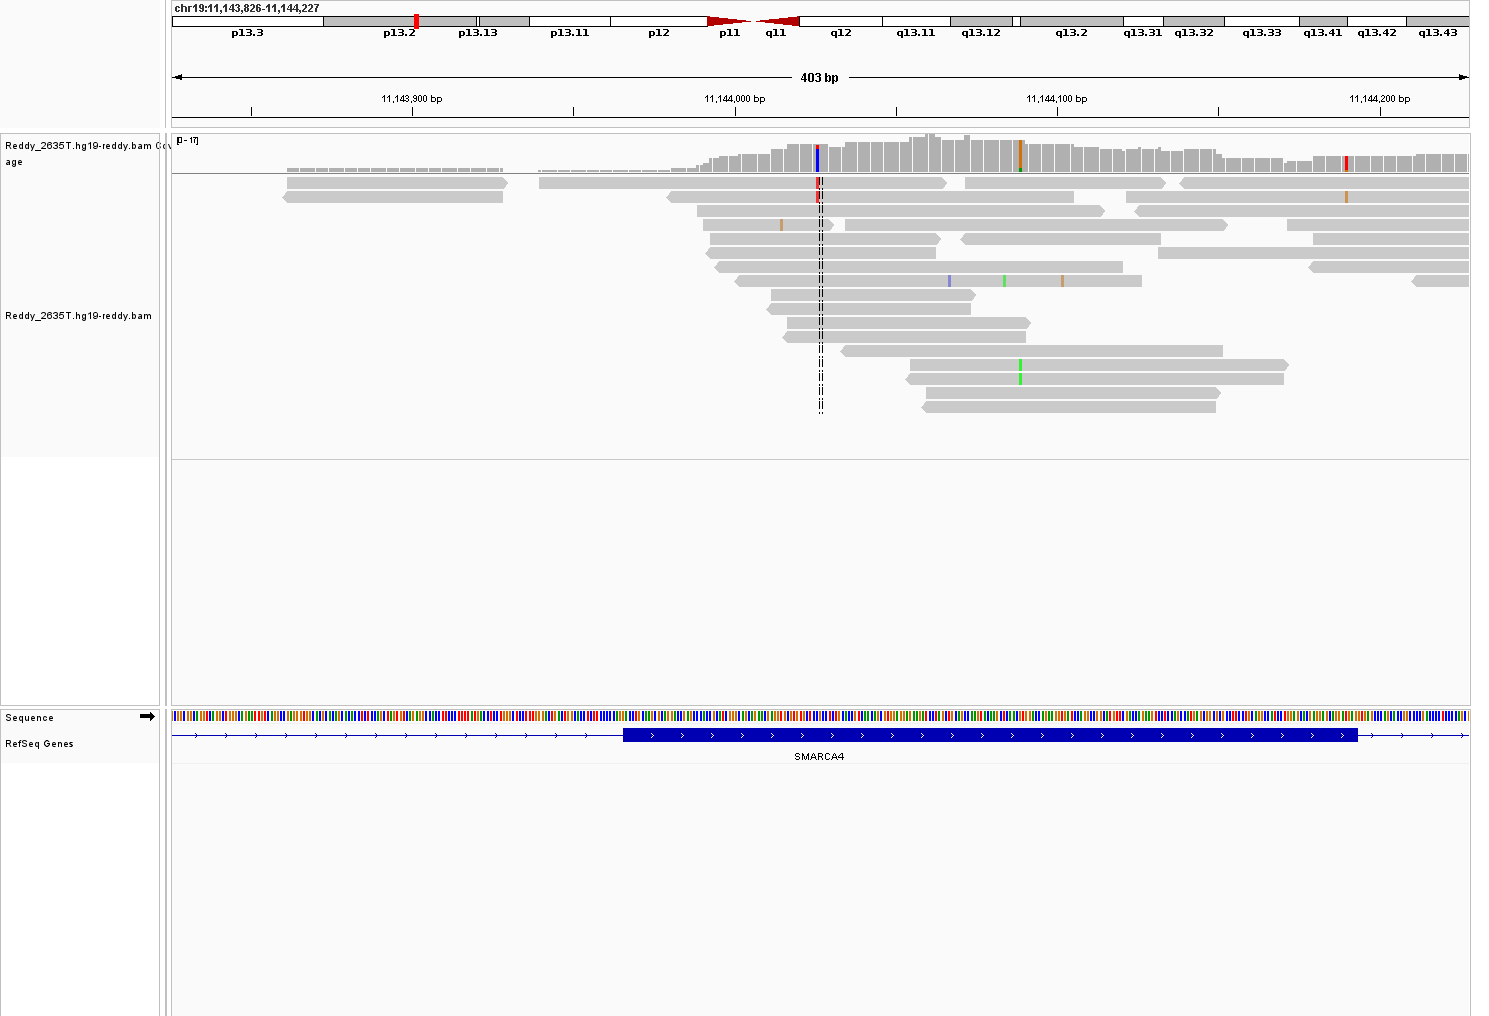 chr19:11,143,826-11,144,227
p13.3 p13.2 p13.13 p13.11 p12 p11 q11 q12 q13.11 q13.12 q13.2 q13.31 q13.32 q13.33 q13.41 q13.42 q13.43
403 bp
11,143,900 bp 11,144,000 bp 11,144,100 bp 11,144,200 bp
Reddy_2635T.hg19-reddy.bam Cov
age
[0 - 17]
Reddy_2635T.hg19-reddy.bam
Sequence
RefSeq Genes
SMARCA4